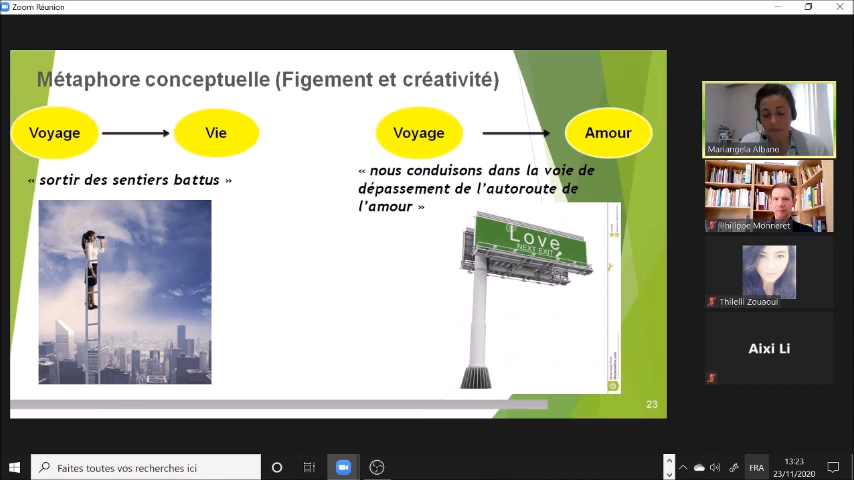 Zoom Réunion
Métaphore conceptuelle (Figement et créativité)
Voyage
Vie
Voyage
Amour
« sortir des sentiers battus »
« nous conduisons dans la voie de
dépassement de l'autoroute de
l'amour »
Love
NEXT EXIT
23
Mariangela Albano
Philippe Monneret
Thilelli Zouaoui
Aixi Li
Faites toutes vos recherches ici
FRA
13:23
23/11/2020